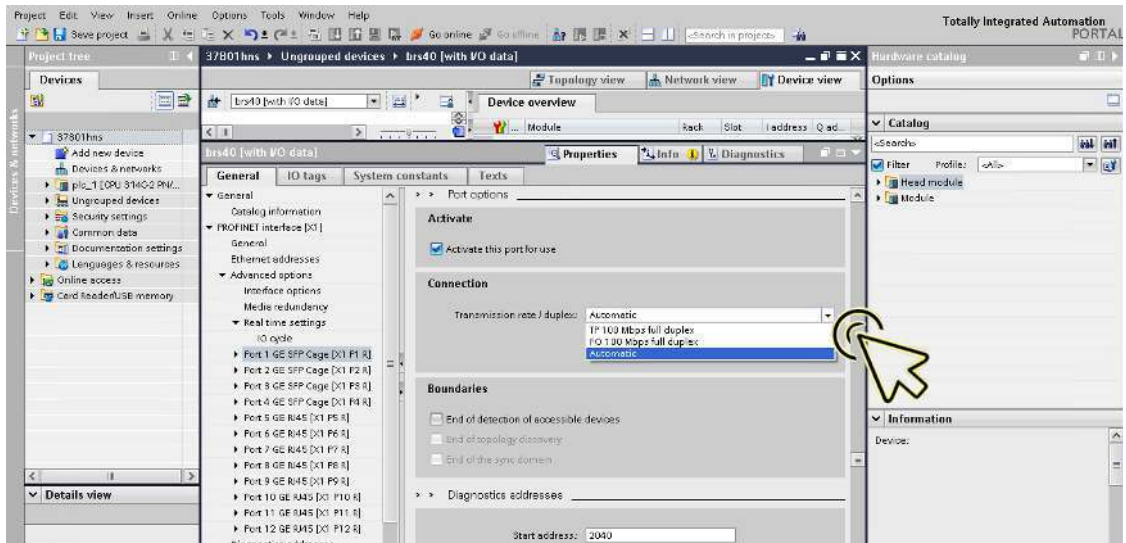 Project Edit View Insert Online Options Tools Window Help
Totally Integrated Automation
PORTAL
Save project
Go online Go offline <Search in project>
Project tree
37801hns ▸ Ungrouped devices ▸ brs40 [with I/O data]
Hardware catalog
Devices
Topology view Network view Device view
Options
brs40 [with I/O data]
Device overview
... Module Rack Slot I address Q ad...
Catalog
<Search>
Filter Profile: <All>
Head module
Module
Devices & networks
37801hns
Add new device
Devices & networks
plc_1 [CPU 314C-2 PN/...
Ungrouped devices
Security settings
Common data
Documentation settings
Languages & resources
Online access
Card Reader/USB memory
Details view
brs40 [with I/O data]
Properties Info Diagnostics
General IO tags System constants Texts
General
Catalog information
PROFINET interface [X1]
General
Ethernet addresses
Advanced options
Interface options
Media redundancy
Real time settings
IO cycle
Port 1 GE SFP Cage [X1 P1 R]
Port 2 GE SFP Cage [X1 P2 R]
Port 3 GE SFP Cage [X1 P3 R]
Port 4 GE SFP Cage [X1 P4 R]
Port 5 GE RJ45 [X1 P5 R]
Port 6 GE RJ45 [X1 P6 R]
Port 7 GE RJ45 [X1 P7 R]
Port 8 GE RJ45 [X1 P8 R]
Port 9 GE RJ45 [X1 P9 R]
Port 10 GE RJ45 [X1 P10 R]
Port 11 GE RJ45 [X1 P11 R]
Port 12 GE RJ45 [X1 P12 R]
> > Port options
Activate
Activate this port for use
Connection
Transmission rate / duplex: Automatic
TP 100 Mbps full duplex
FO 100 Mbps full duplex
Automatic
Boundaries
End of detection of accessible devices
End of topology discovery
End of the sync domain
> > Diagnostics addresses
Start address: 2040
Information
Device: